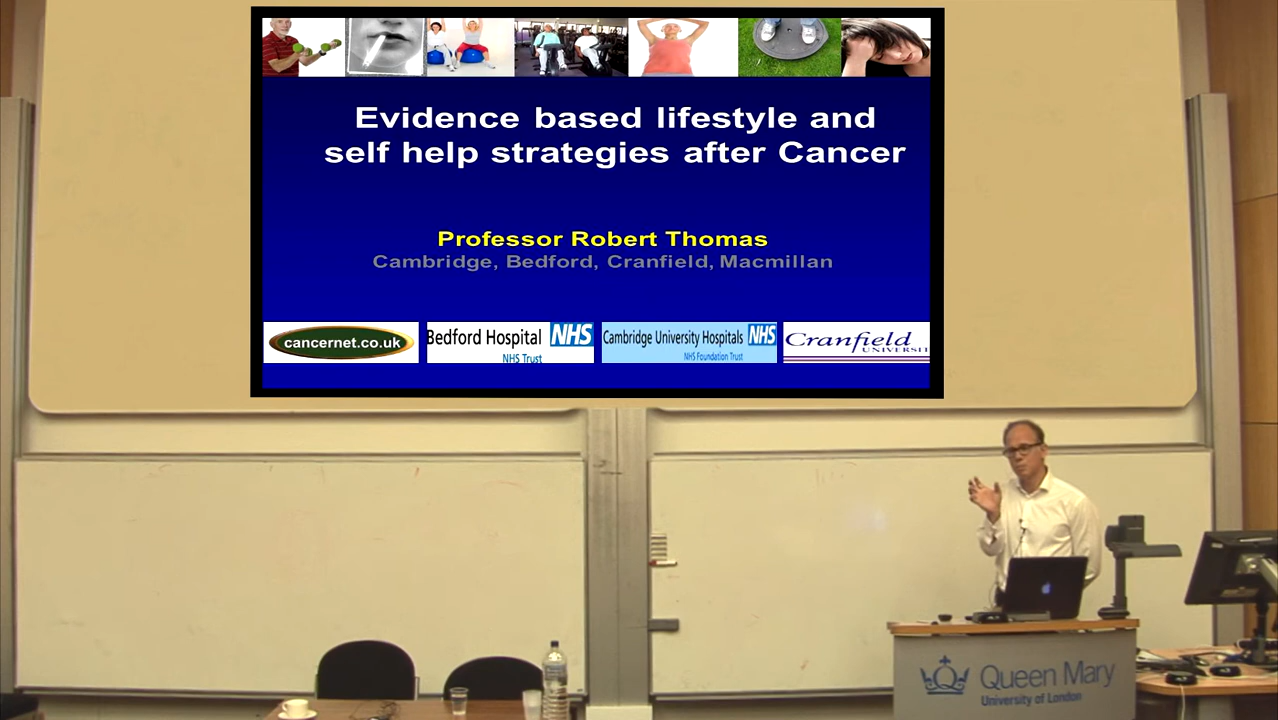 Evidence based lifestyle and
self help strategies after Cancer
Professor Robert Thomas
Cambridge, Bedford, Cranfield, Macmillan
cancernet.co.uk
Bedford Hospital NHS
NHS Trust
Cambridge University Hospitals NHS
NHS Foundation Trust
Cranfield
UNIVERSIT
Queen Mary
University of London